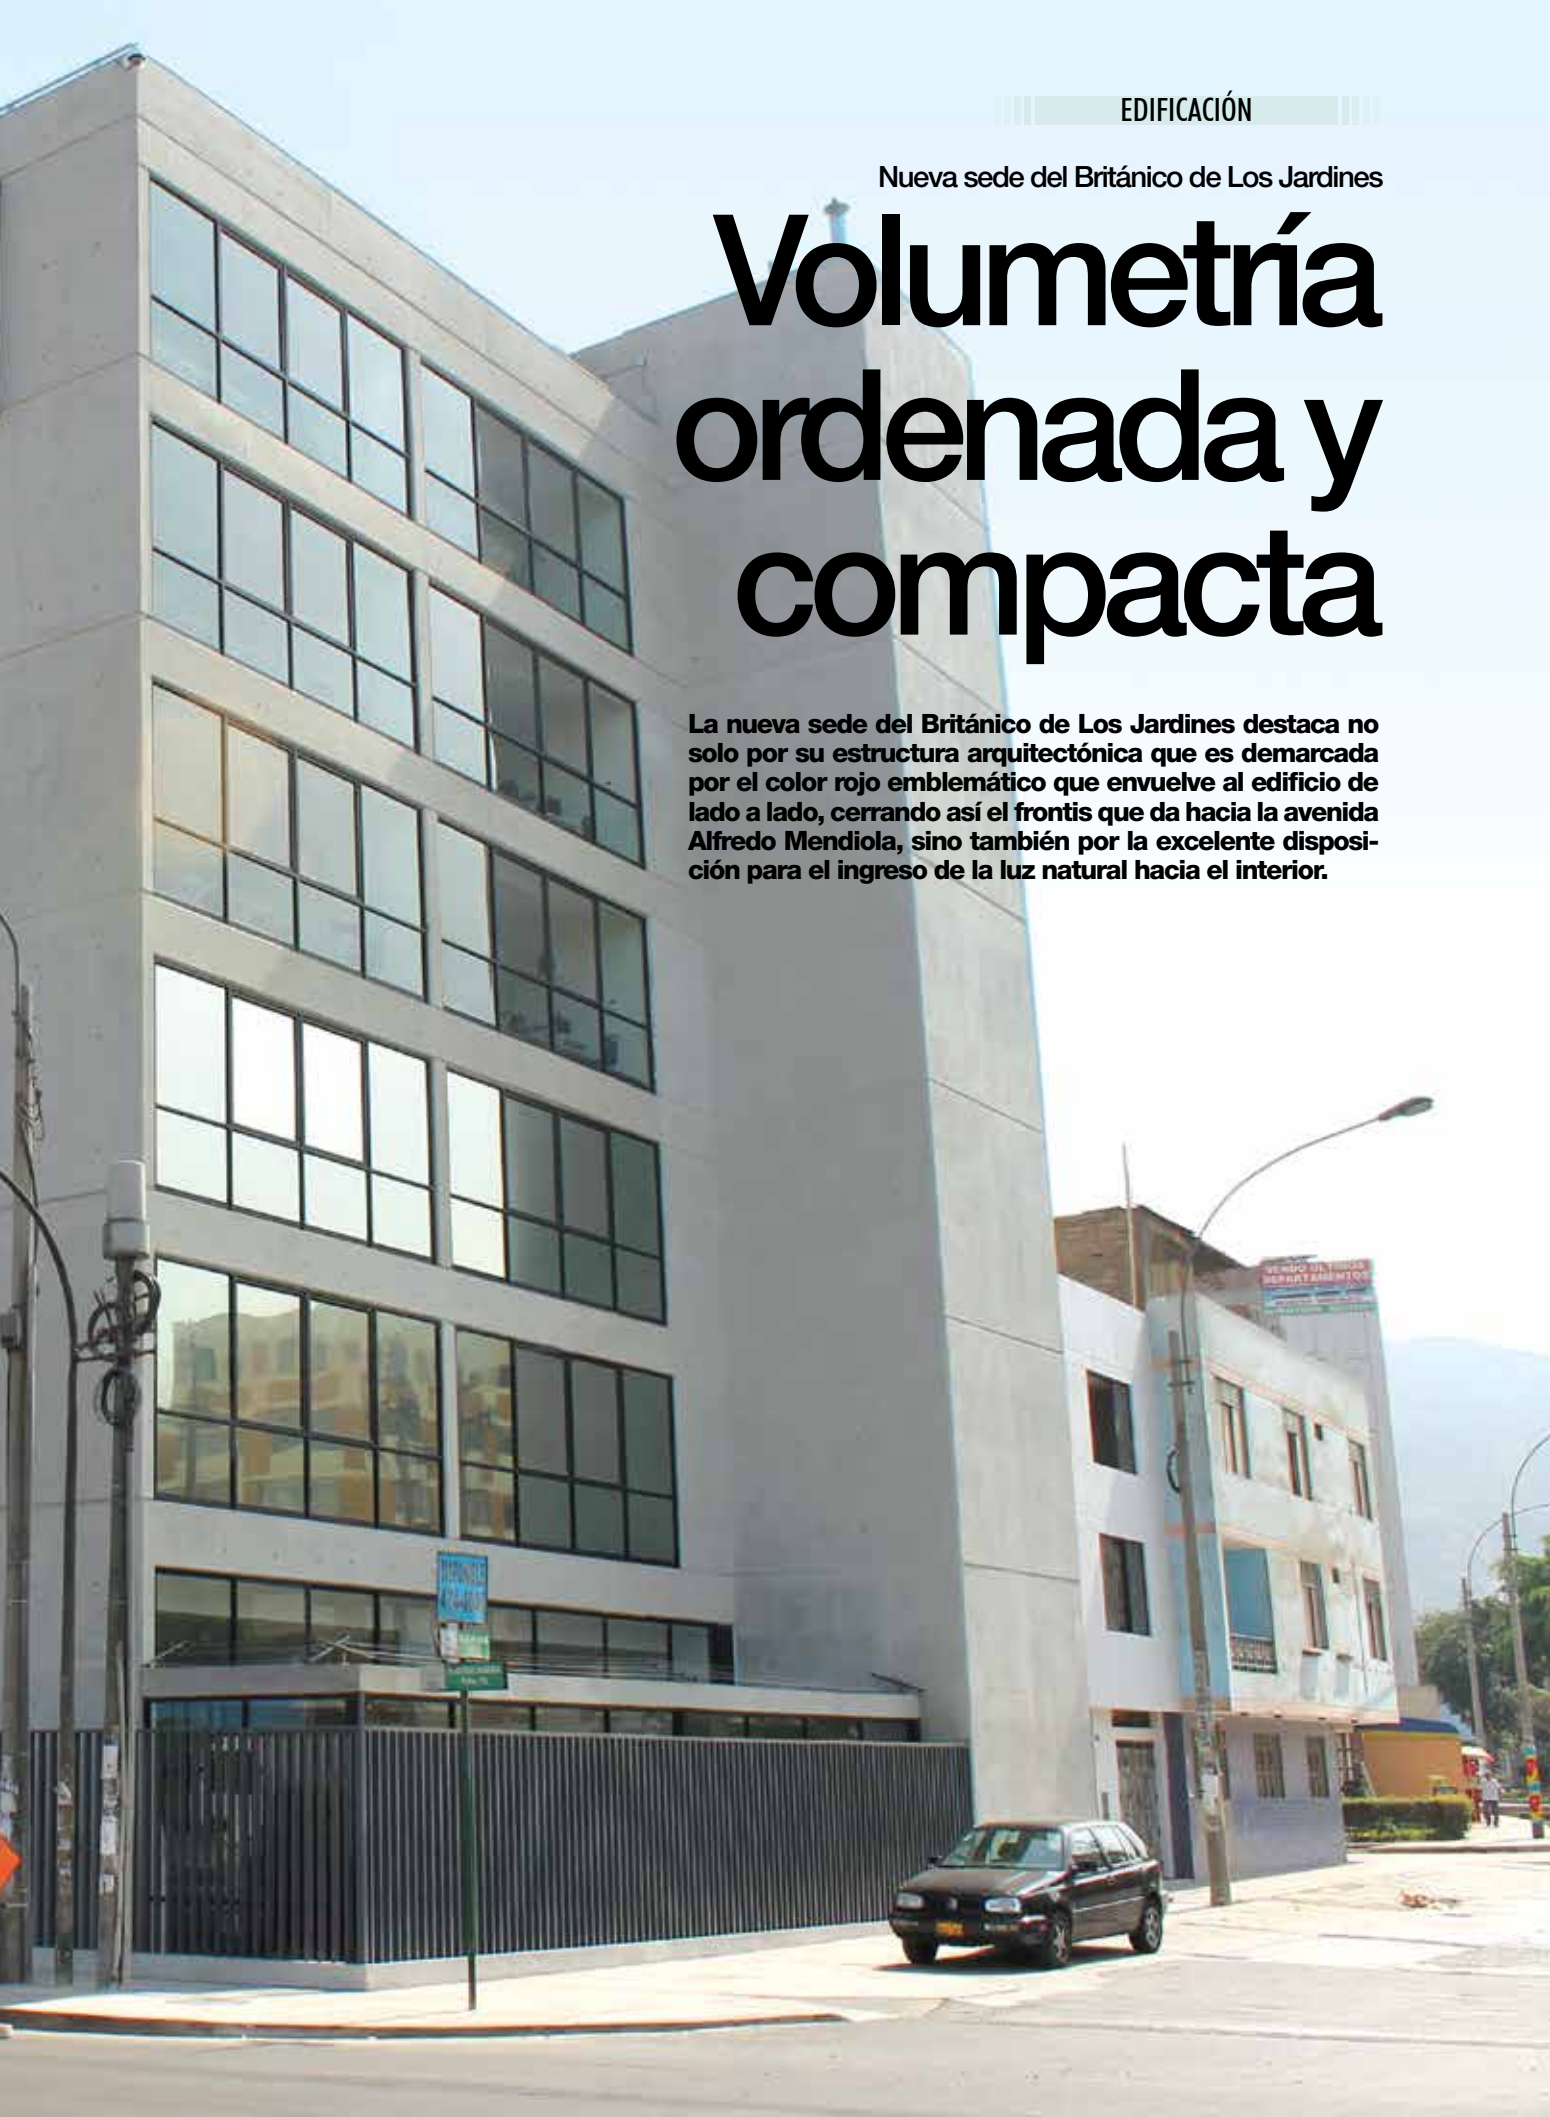 EDIFICACIÓN
Nueva sede del Británico de Los Jardines
Volumetría
ordenada y
compacta
La nueva sede del Británico de Los Jardines destaca no
solo por su estructura arquitectónica que es demarcada
por el color rojo emblemático que envuelve al edificio de
lado a lado, cerrando así el frontis que da hacia la avenida
Alfredo Mendiola, sino también por la excelente disposi-
ción para el ingreso de la luz natural hacia el interior.
VENDO ULTIMOS
DEPARTAMENTOS